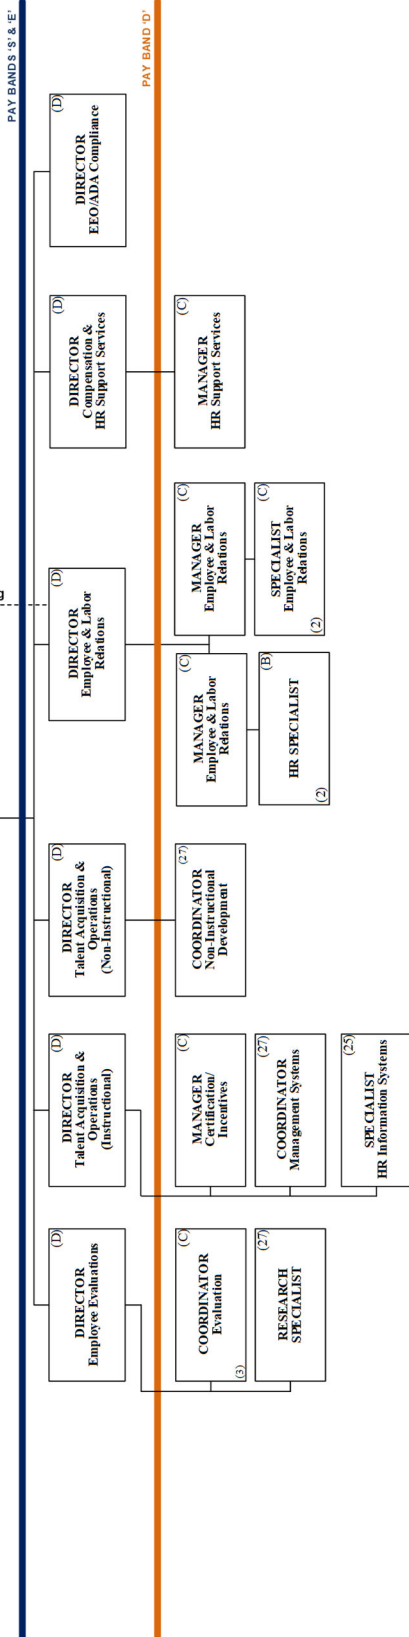 PAY BANDS 'S' & 'E'
PAY BAND 'D'
(D)
DIRECTOR
Employee Evaluations
(D)
DIRECTOR
Talent Acquisition &
Operations
(Instructional)
(D)
DIRECTOR
Talent Acquisition &
Operations
(Non-Instructional)
(D)
DIRECTOR
Employee & Labor
Relations
(D)
DIRECTOR
Compensation &
HR Support Services
(D)
DIRECTOR
EEO/ADA Compliance
(C)
COORDINATOR
Evaluation
(3)
(27)
RESEARCH
SPECIALIST
(C)
MANAGER
Certification/
Incentives
(27)
COORDINATOR
Management Systems
(25)
SPECIALIST
HR Information Systems
(27)
COORDINATOR
Non-Instructional
Development
(C)
MANAGER
Employee & Labor
Relations
(B)
HR SPECIALIST
(2)
(C)
MANAGER
Employee & Labor
Relations
(C)
SPECIALIST
Employee & Labor
Relations
(2)
(C)
MANAGER
HR Support Services